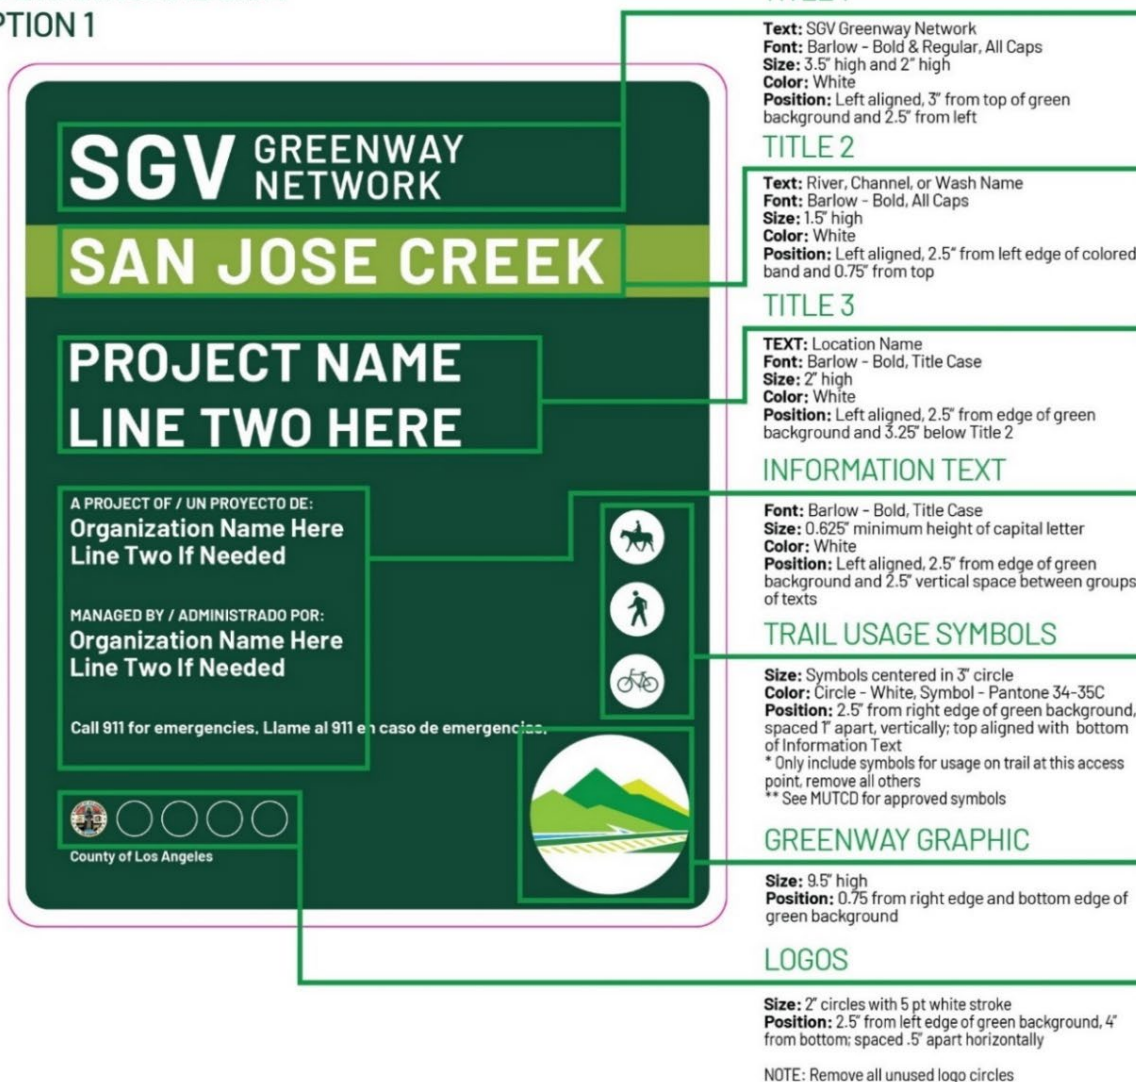 PTION 1
SGV GREENWAY
NETWORK
SAN JOSE CREEK
PROJECT NAME
LINE TWO HERE
A PROJECT OF / UN PROYECTO DE:
Organization Name Here
Line Two If Needed
MANAGED BY / ADMINISTRADO POR:
Organization Name Here
Line Two If Needed
Call 911 for emergencies. Llame al 911 en caso de emergencias.
County of Los Angeles
Text: SGV Greenway Network
Font: Barlow - Bold & Regular, All Caps
Size: 3.5" high and 2" high
Color: White
Position: Left aligned, 3" from top of green
background and 2.5" from left
TITLE 2
Text: River, Channel, or Wash Name
Font: Barlow - Bold, All Caps
Size: 1.5" high
Color: White
Position: Left aligned, 2.5" from left edge of colored
band and 0.75" from top
TITLE 3
TEXT: Location Name
Font: Barlow - Bold, Title Case
Size: 2" high
Color: White
Position: Left aligned, 2.5" from edge of green
background and 3.25" below Title 2
INFORMATION TEXT
Font: Barlow - Bold, Title Case
Size: 0.625" minimum height of capital letter
Color: White
Position: Left aligned, 2.5" from edge of green
background and 2.5" vertical space between groups
of texts
TRAIL USAGE SYMBOLS
Size: Symbols centered in 3" circle
Color: Circle - White, Symbol - Pantone 34-35C
Position: 2.5" from right edge of green background,
spaced 1" apart, vertically; top aligned with bottom
of Information Text
* Only include symbols for usage on trail at this access
point, remove all others
** See MUTCD for approved symbols
GREENWAY GRAPHIC
Size: 9.5" high
Position: 0.75 from right edge and bottom edge of
green background
LOGOS
Size: 2" circles with 5 pt white stroke
Position: 2.5" from left edge of green background, 4"
from bottom; spaced .5" apart horizontally
NOTE: Remove all unused logo circles